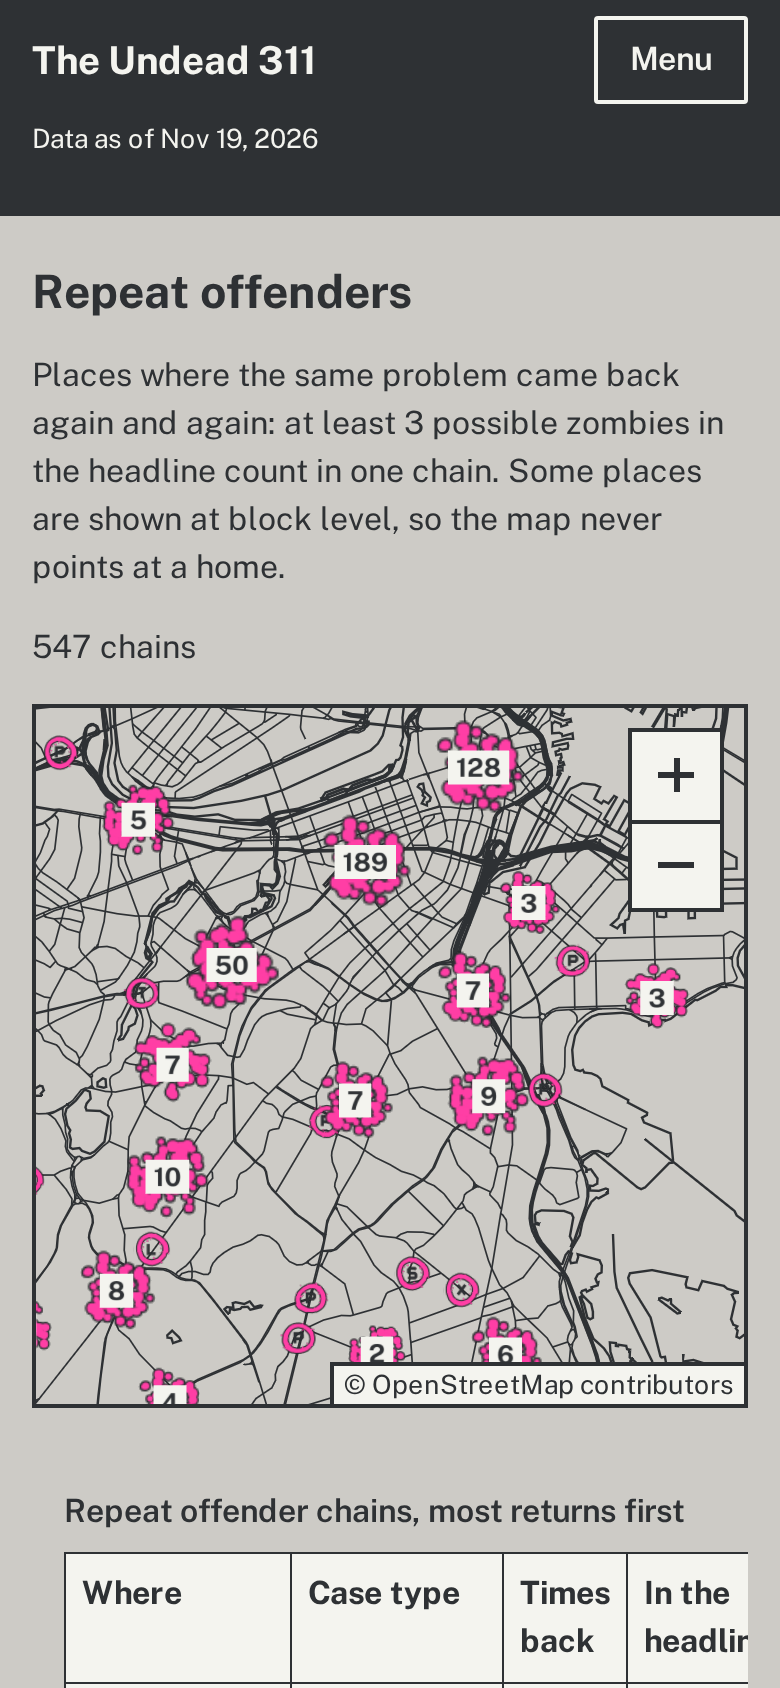 The Undead 311
Menu
Data as of Nov 19, 2026
Repeat offenders
Places where the same problem came back
again and again: at least 3 possible zombies in
the headline count in one chain. Some places
are shown at block level, so the map never
points at a home.
547 chains
128
+
5
189
−
3
P
50
7
3
7
7
9
10
L
8
S
X
2
6
4
© OpenStreetMap contributors
Repeat offender chains, most returns first
Where
Case type
Times
back
In the